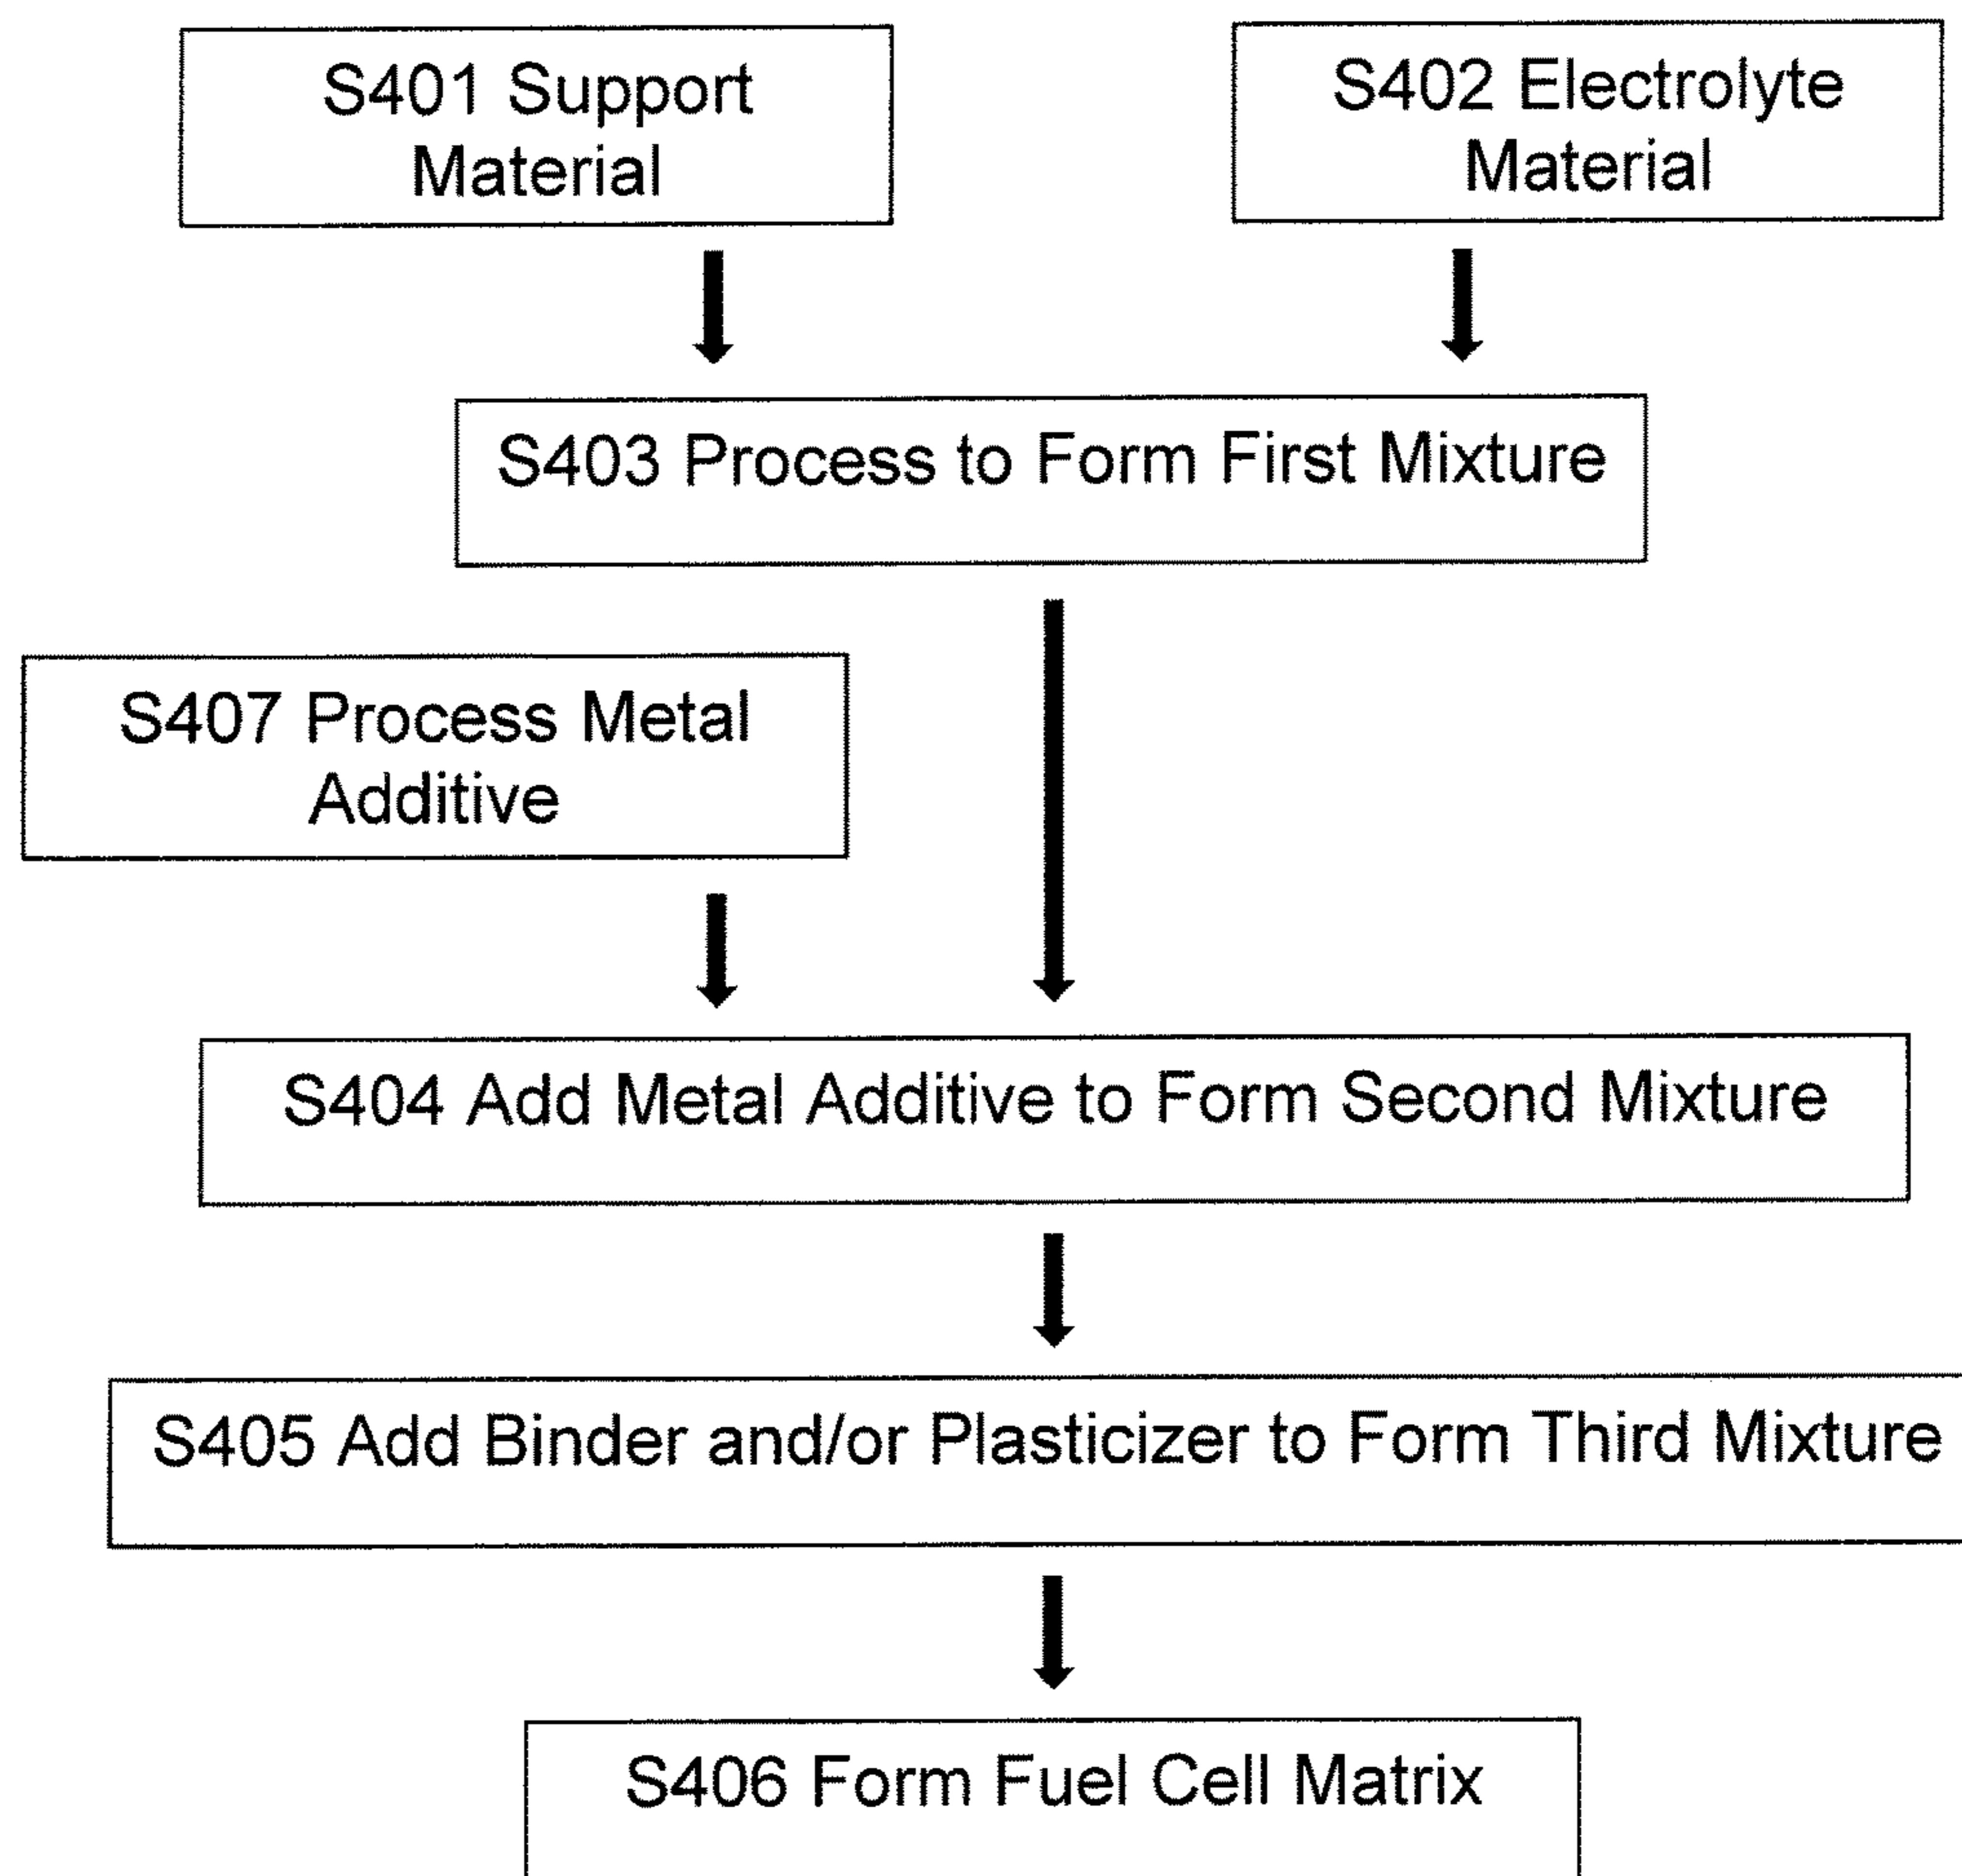 S401 Support
Material
S402 Electrolyte
Material
S403 Process to Form First Mixture
S407 Process Metal
Additive
S404 Add Metal Additive to Form Second Mixture
S405 Add Binder and/or Plasticizer to Form Third Mixture
S406 Form Fuel Cell Matrix